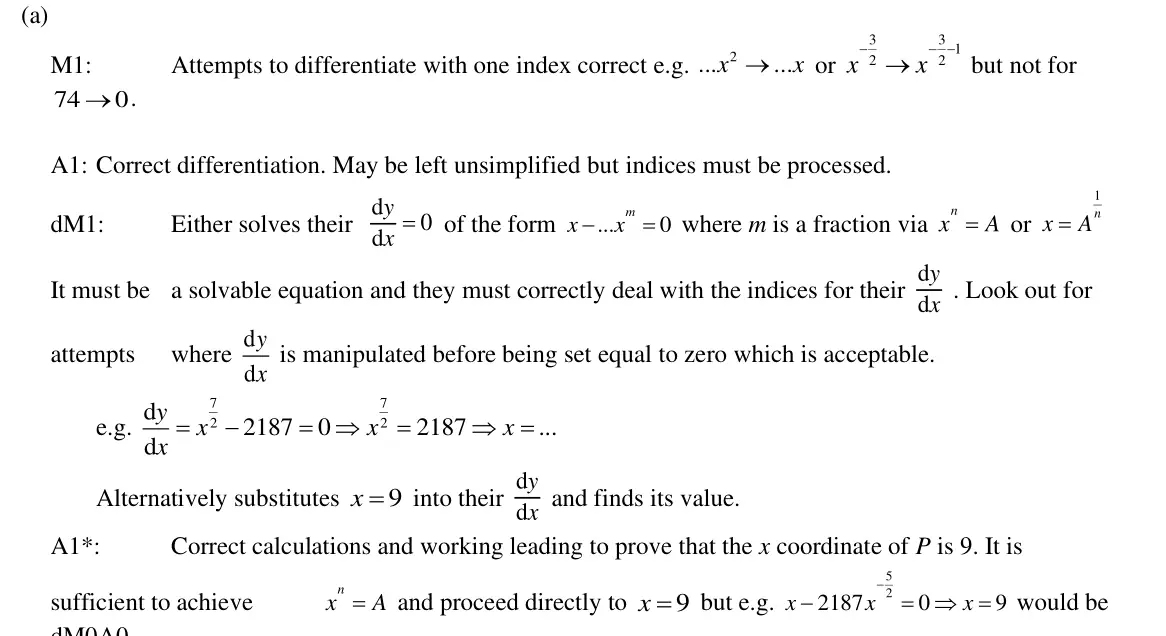 (a)
M1: Attempts to differentiate with one index correct e.g. ...x² → ...x or x^{-3/2} → x^{-3/2-1} but not for
74 → 0.
A1: Correct differentiation. May be left unsimplified but indices must be processed.
dM1: Either solves their dy/dx = 0 of the form x − ...x^m = 0 where m is a fraction via x^n = A or x = A^{1/n}
It must be a solvable equation and they must correctly deal with the indices for their dy/dx . Look out for
attempts where dy/dx is manipulated before being set equal to zero which is acceptable.
e.g. dy/dx = x^{7/2} − 2187 = 0 ⇒ x^{7/2} = 2187 ⇒ x = ...
Alternatively substitutes x = 9 into their dy/dx and finds its value.
A1*: Correct calculations and working leading to prove that the x coordinate of P is 9. It is
sufficient to achieve x^n = A and proceed directly to x = 9 but e.g. x − 2187x^{-5/2} = 0 ⇒ x = 9 would be
dM0A0